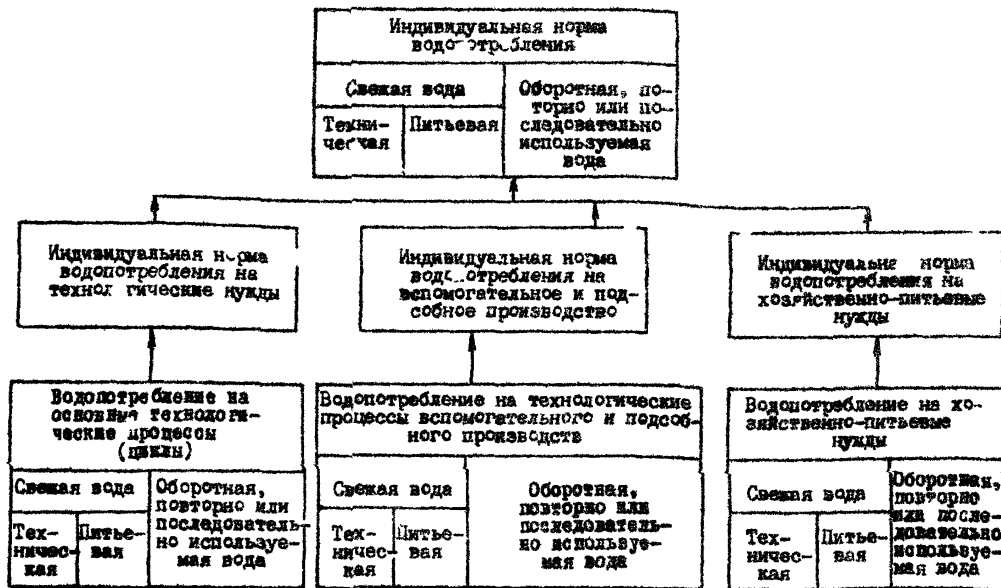 Индивидуальная норма
водопотребления
Свежая вода
Техни-
ческая
Питьевая
Оборотная, по-
вторно или по-
следовательно
используемая
вода
Индивидуальная норма
водопотребления на
технологические нужды
Индивидуальная норма
водопотребления на
вспомогательное и под-
собное производство
Индивидуальная норма
водопотребления на
хозяйственно-питьевые
нужды
Водопотребление на
основные технологи-
ческие процессы
(циклы)
Свежая вода
Тех-
ничес-
кая
Питье-
вая
Оборотная,
повторно или
последователь-
но используе-
мая вода
Водопотребление на технологические
процессы вспомогательного и подсоб-
ного производств
Свежая вода
Тех-
ничес-
кая
Питье-
вая
Оборотная,
повторно или
последователь-
но используе-
мая вода
Водопотребление на хо-
зяйственно-питьевые
нужды
Свежая вода
Тех-
ничес-
кая
Питье-
вая
Оборотная,
повторно
или после-
довательно
используе-
мая вода